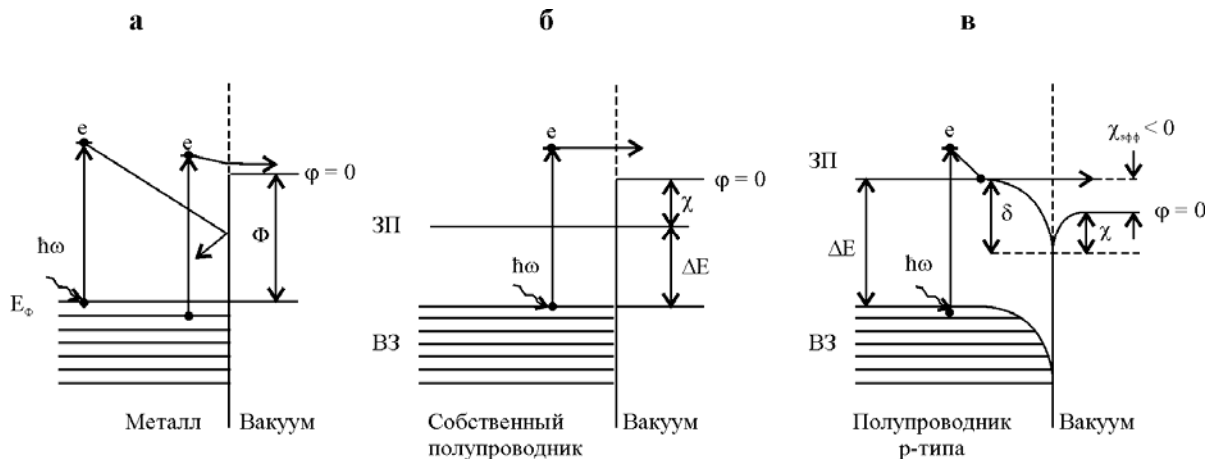 а
б
в
e
e
φ = 0
ħω
Φ
E_Ф
Металл
Вакуум
e
φ = 0
χ
ЗП
ħω
ΔE
ВЗ
Собственный
полупроводник
Вакуум
χ_эфф < 0
e
ЗП
δ
φ = 0
χ
ΔE
ħω
ВЗ
Полупроводник
p-типа
Вакуум